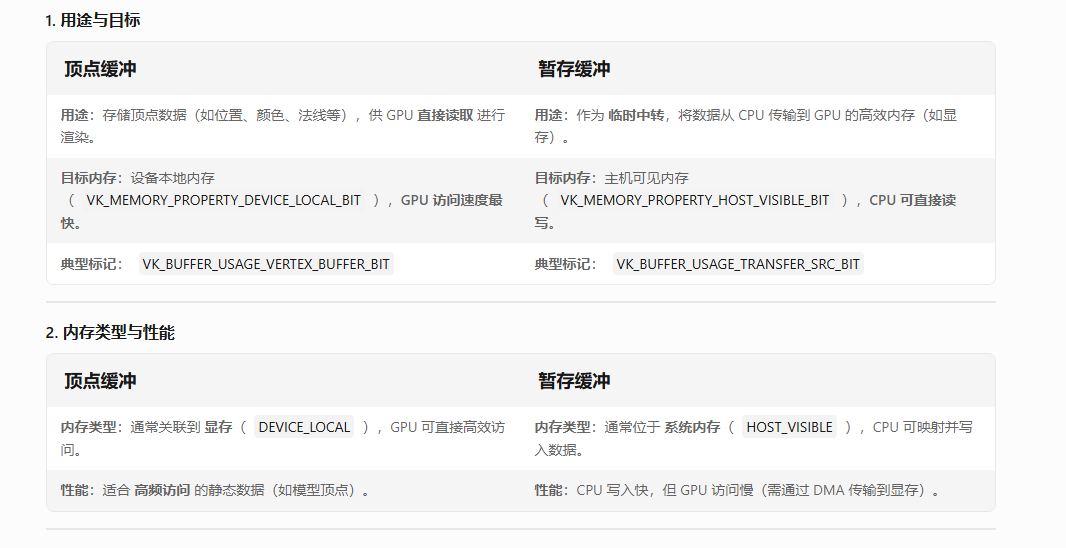 1. 用途与目标
顶点缓冲
暂存缓冲
用途：存储顶点数据（如位置、颜色、法线等），供 GPU 直接读取 进行
渲染。
用途：作为 临时中转，将数据从 CPU 传输到 GPU 的高效内存（如显
存）。
目标内存：设备本地内存
（ VK_MEMORY_PROPERTY_DEVICE_LOCAL_BIT ），GPU 访问速度最
快。
目标内存：主机可见内存
（ VK_MEMORY_PROPERTY_HOST_VISIBLE_BIT ），CPU 可直接读
写。
典型标记： VK_BUFFER_USAGE_VERTEX_BUFFER_BIT
典型标记： VK_BUFFER_USAGE_TRANSFER_SRC_BIT
2. 内存类型与性能
顶点缓冲
暂存缓冲
内存类型：通常关联到 显存（ DEVICE_LOCAL ），GPU 可直接高效访
问。
内存类型：通常位于 系统内存（ HOST_VISIBLE ），CPU 可映射并写
入数据。
性能：适合 高频访问 的静态数据（如模型顶点）。
性能：CPU 写入快，但 GPU 访问慢（需通过 DMA 传输到显存）。